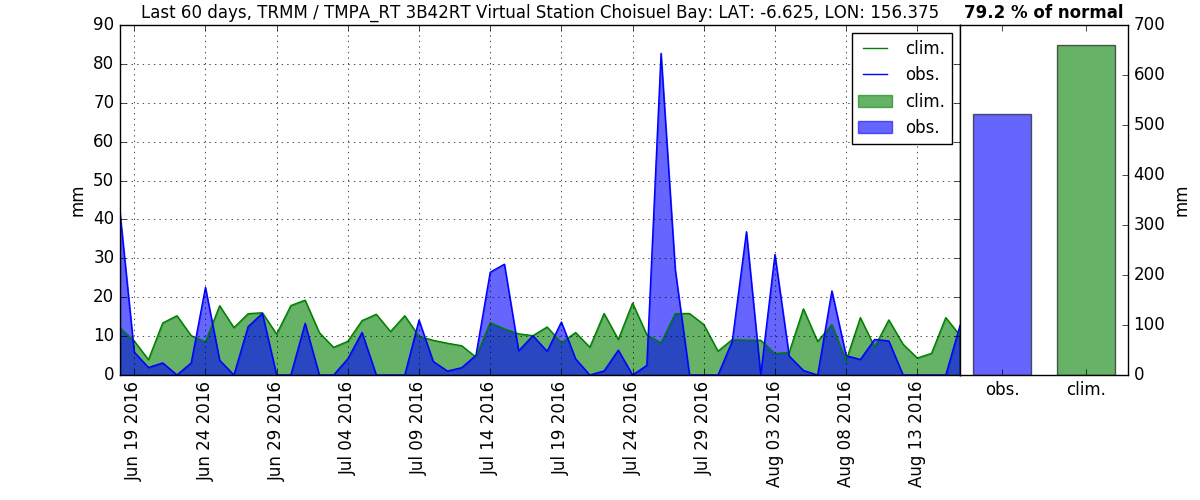 Last 60 days, TRMM / TMPA_RT 3B42RT Virtual Station Choisuel Bay: LAT: -6.625, LON: 156.375
79.2 % of normal
90
80
70
60
50
40
30
20
10
0
mm
clim.
obs.
clim.
obs.
Jun 19 2016
Jun 24 2016
Jun 29 2016
Jul 04 2016
Jul 09 2016
Jul 14 2016
Jul 19 2016
Jul 24 2016
Jul 29 2016
Aug 03 2016
Aug 08 2016
Aug 13 2016
700
600
500
400
300
200
100
0
mm
obs.
clim.